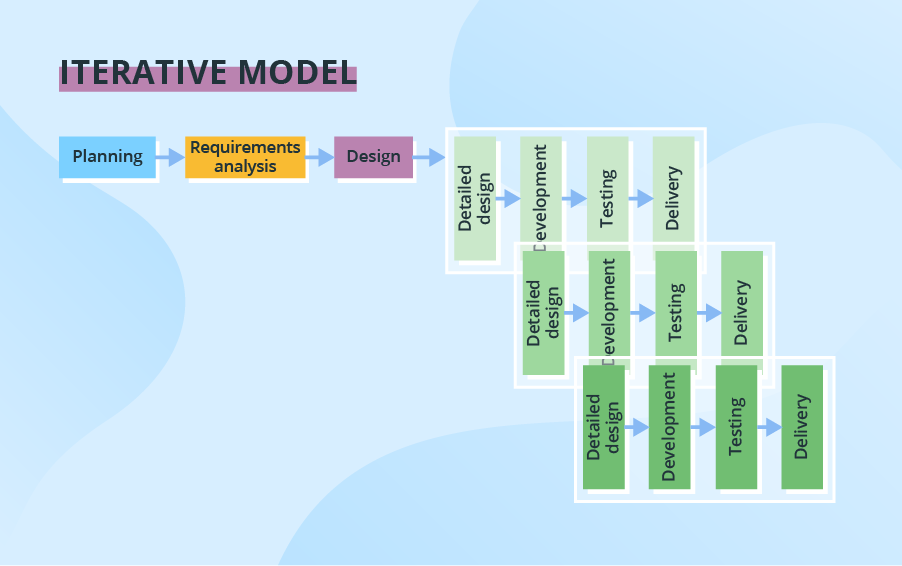 ITERATIVE MODEL
Planning
Requirements
analysis
Design
Detailed
design
Development
Testing
Delivery
Detailed
design
Development
Testing
Delivery
Detailed
design
Development
Testing
Delivery